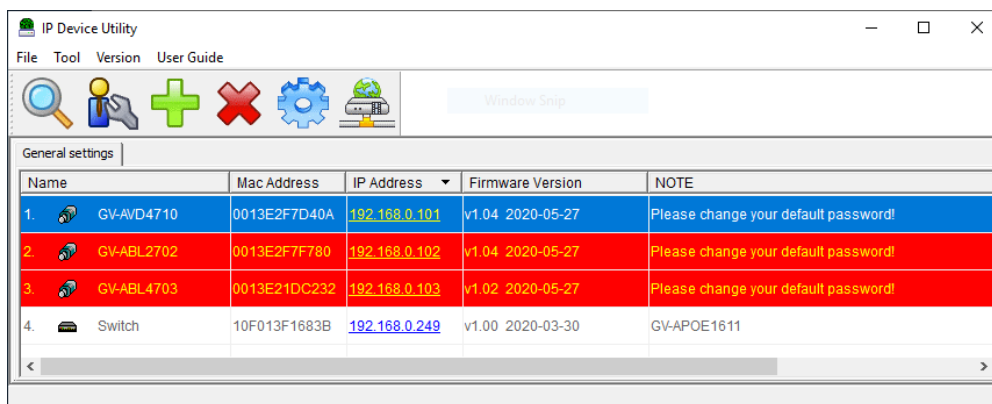 IP Device Utility
File Tool Version User Guide
Window Snip
General settings
Name Mac Address IP Address Firmware Version NOTE
1. GV-AVD4710 0013E2F7D40A 192.168.0.101 v1.04 2020-05-27 Please change your default password!
2. GV-ABL2702 0013E2F7F780 192.168.0.102 v1.04 2020-05-27 Please change your default password!
3. GV-ABL4703 0013E21DC232 192.168.0.103 v1.02 2020-05-27 Please change your default password!
4. Switch 10F013F1683B 192.168.0.249 v1.00 2020-03-30 GV-APOE1611